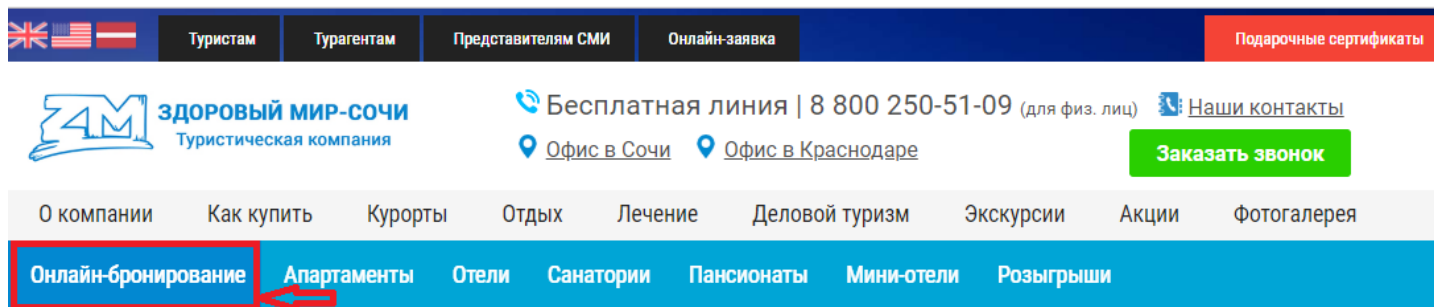 Туристам Турагентам Представителям СМИ Онлайн-заявка Подарочные сертификаты
ЗДОРОВЫЙ МИР-СОЧИ
Туристическая компания
Бесплатная линия | 8 800 250-51-09 (для физ. лиц) Наши контакты
Офис в Сочи Офис в Краснодаре
Заказать звонок
О компании Как купить Курорты Отдых Лечение Деловой туризм Экскурсии Акции Фотогалерея
Онлайн-бронирование Апартаменты Отели Санатории Пансионаты Мини-отели Розыгрыши